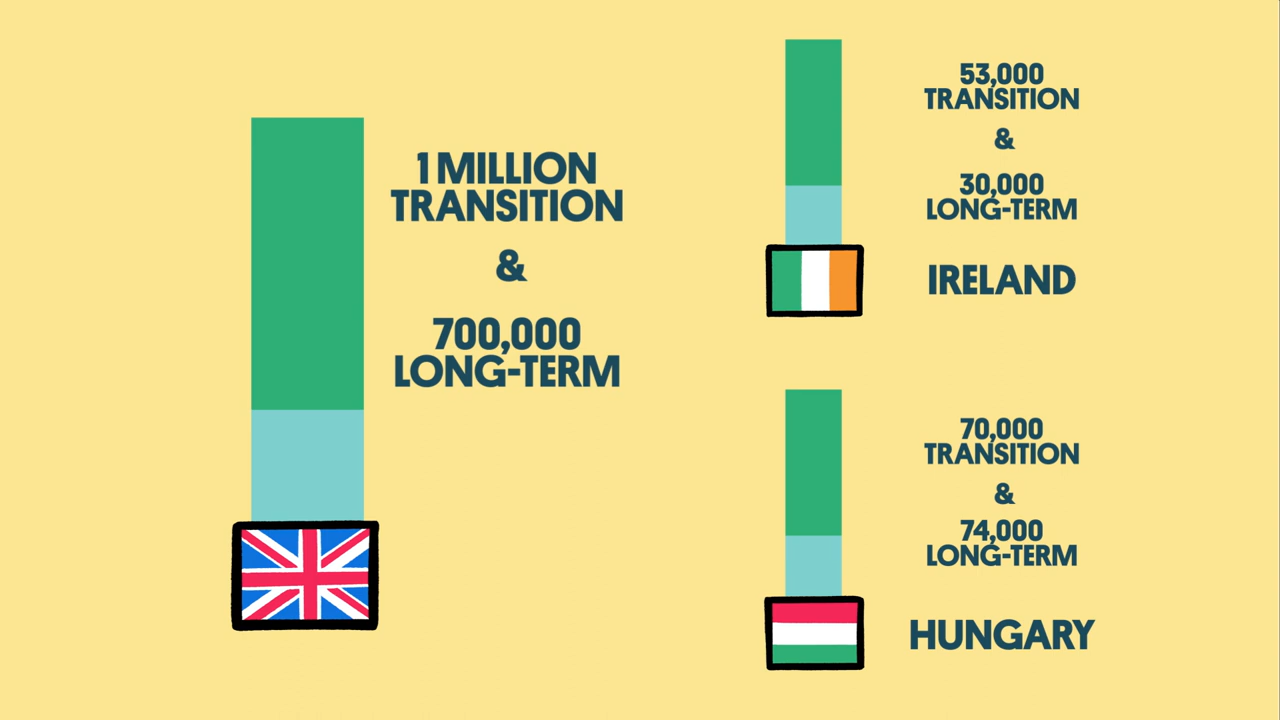 1 MILLION
TRANSITION
&
700,000
LONG-TERM
53,000
TRANSITION
&
30,000
LONG-TERM
IRELAND
70,000
TRANSITION
&
74,000
LONG-TERM
HUNGARY